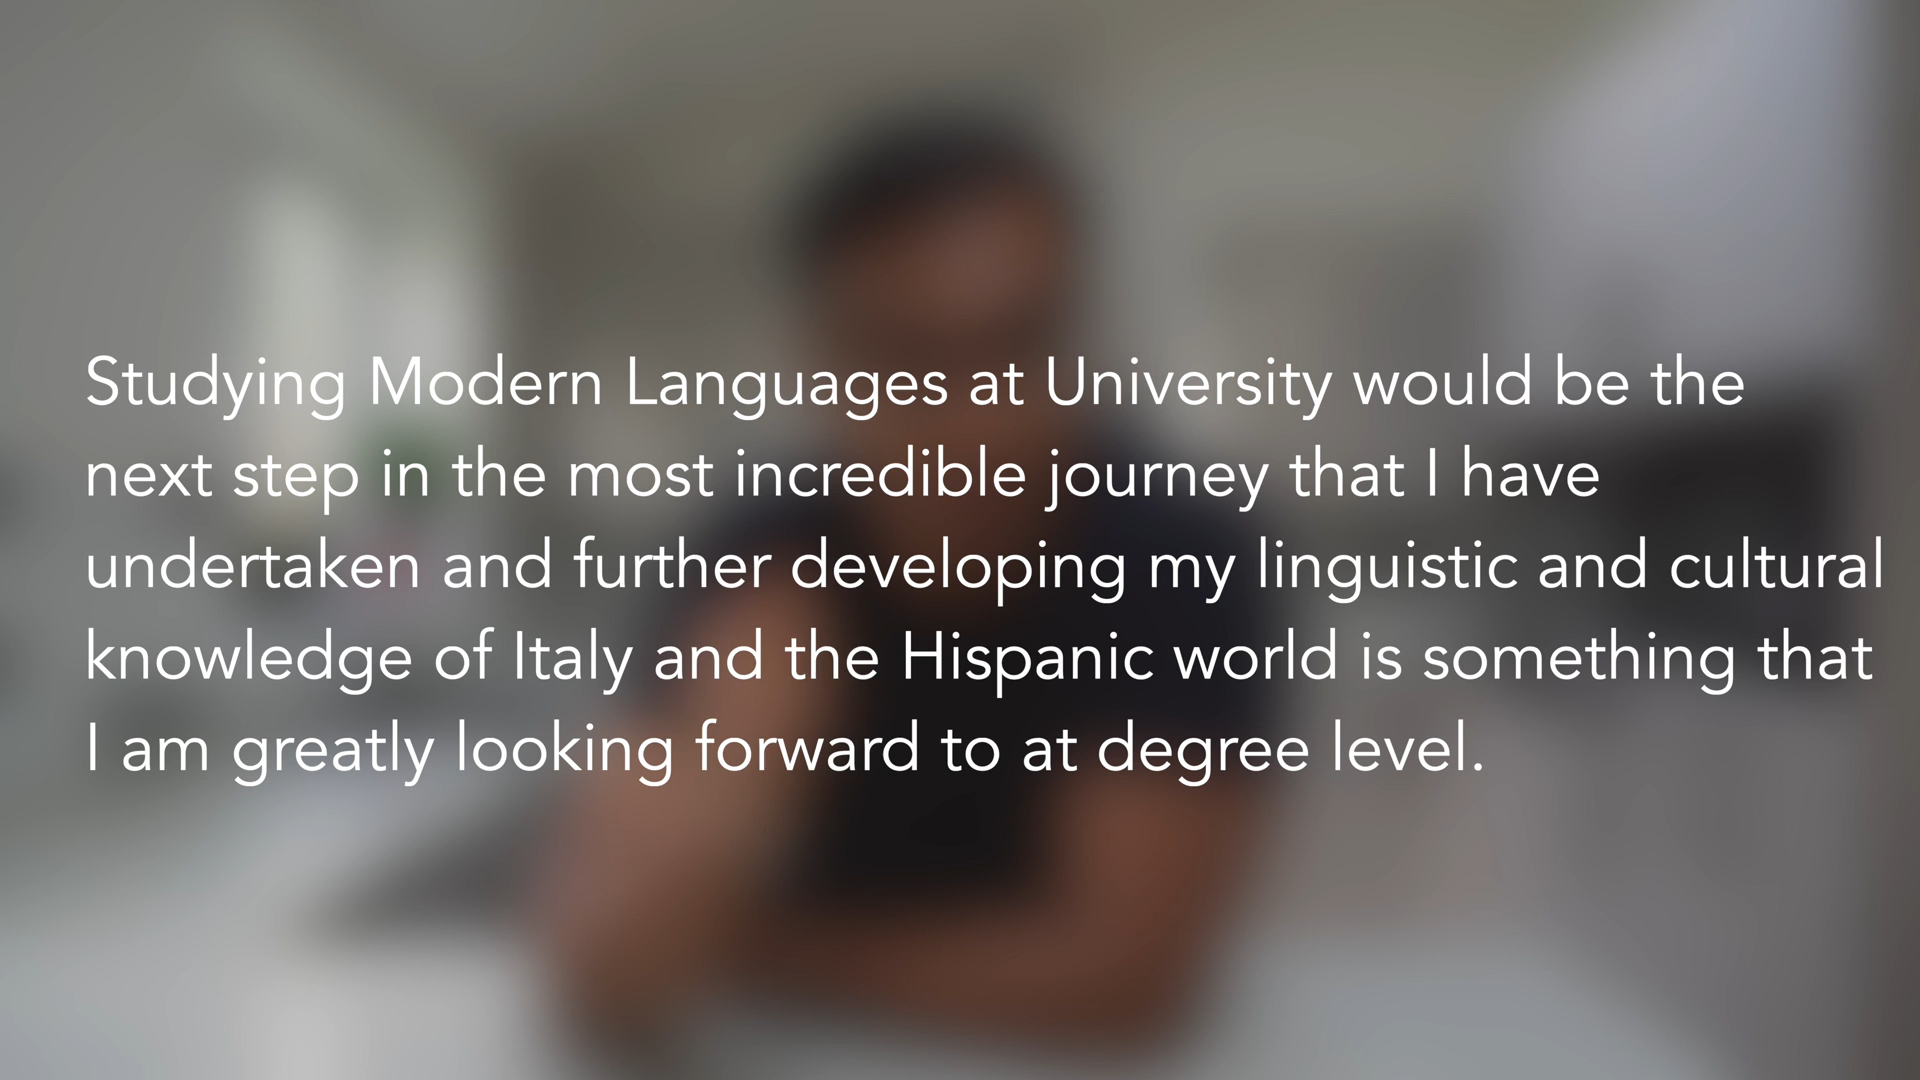 Studying Modern Languages at University would be the
next step in the most incredible journey that I have
undertaken and further developing my linguistic and cultural
knowledge of Italy and the Hispanic world is something that
I am greatly looking forward to at degree level.